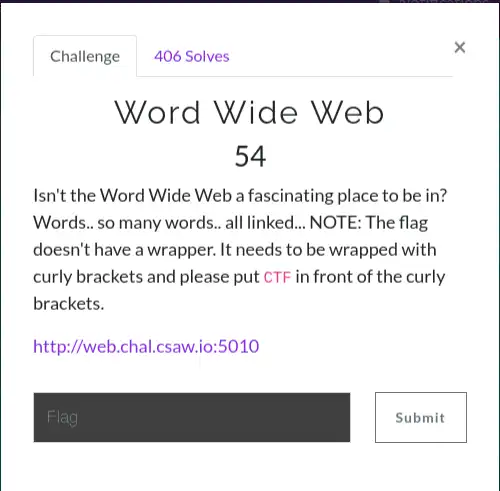 Challenge
406 Solves
×
Word Wide Web
54
Isn't the Word Wide Web a fascinating place to be in?
Words.. so many words.. all linked... NOTE: The flag
doesn't have a wrapper. It needs to be wrapped with
curly brackets and please put CTF in front of the curly
brackets.
http://web.chal.csaw.io:5010
Flag
Submit